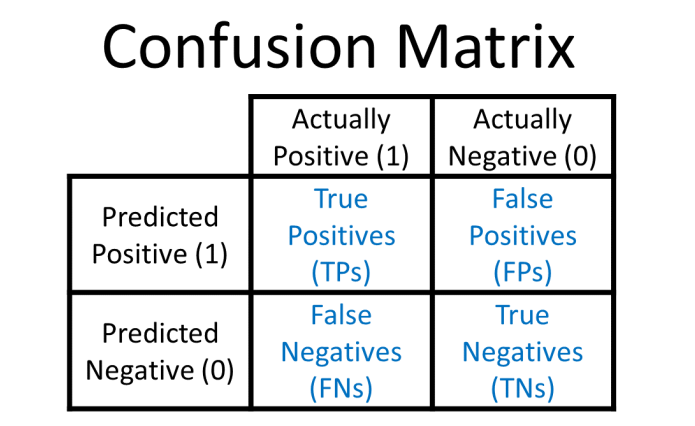 Confusion Matrix
Actually
Positive (1)
Actually
Negative (0)
Predicted
Positive (1)
True
Positives
(TPs)
False
Positives
(FPs)
Predicted
Negative (0)
False
Negatives
(FNs)
True
Negatives
(TNs)